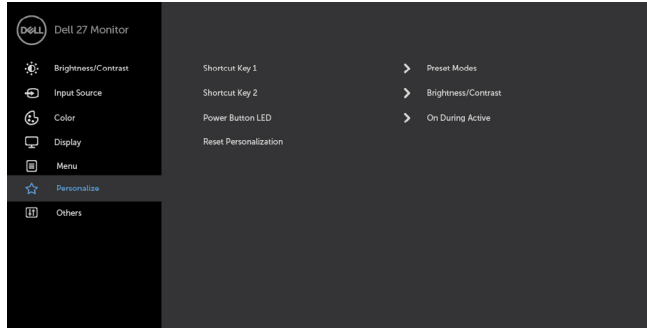 DELL Dell 27 Monitor
Brightness/Contrast Shortcut Key 1 Preset Modes
Input Source Shortcut Key 2 Brightness/Contrast
Color Power Button LED On During Active
Display Reset Personalization
Menu
Personalize
Others